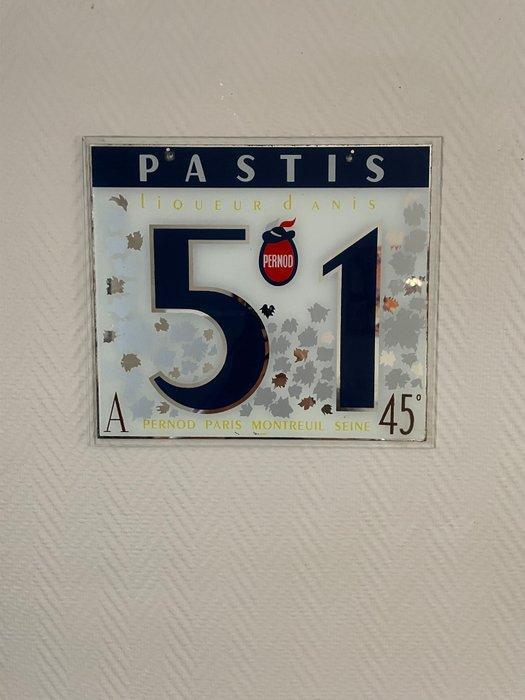 PASTIS
liqueur d anis
51
PERNOD
A
45°
PERNOD PARIS MONTREUIL SEINE